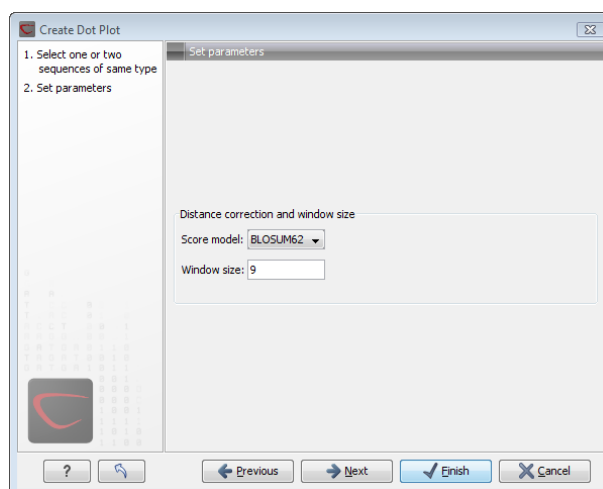 Create Dot Plot
1. Select one or two
sequences of same type
2. Set parameters
Set parameters
Distance correction and window size
Score model: BLOSUM62
Window size: 9
? Previous Next Finish Cancel